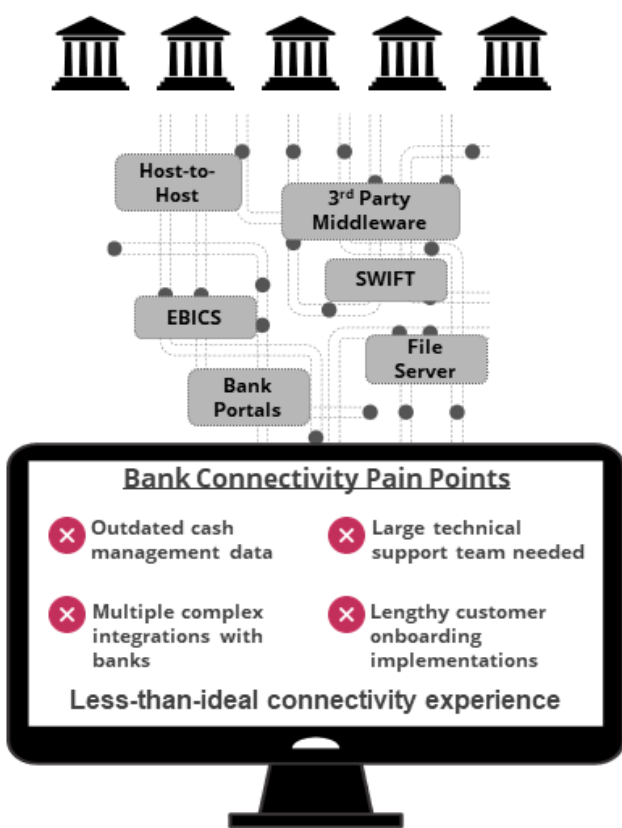 Host-to-
Host
3rd Party
Middleware
SWIFT
EBICS
File
Server
Bank
Portals
Bank Connectivity Pain Points
Outdated cash
management data
Large technical
support team needed
Multiple complex
integrations with
banks
Lengthy customer
onboarding
implementations
Less-than-ideal connectivity experience